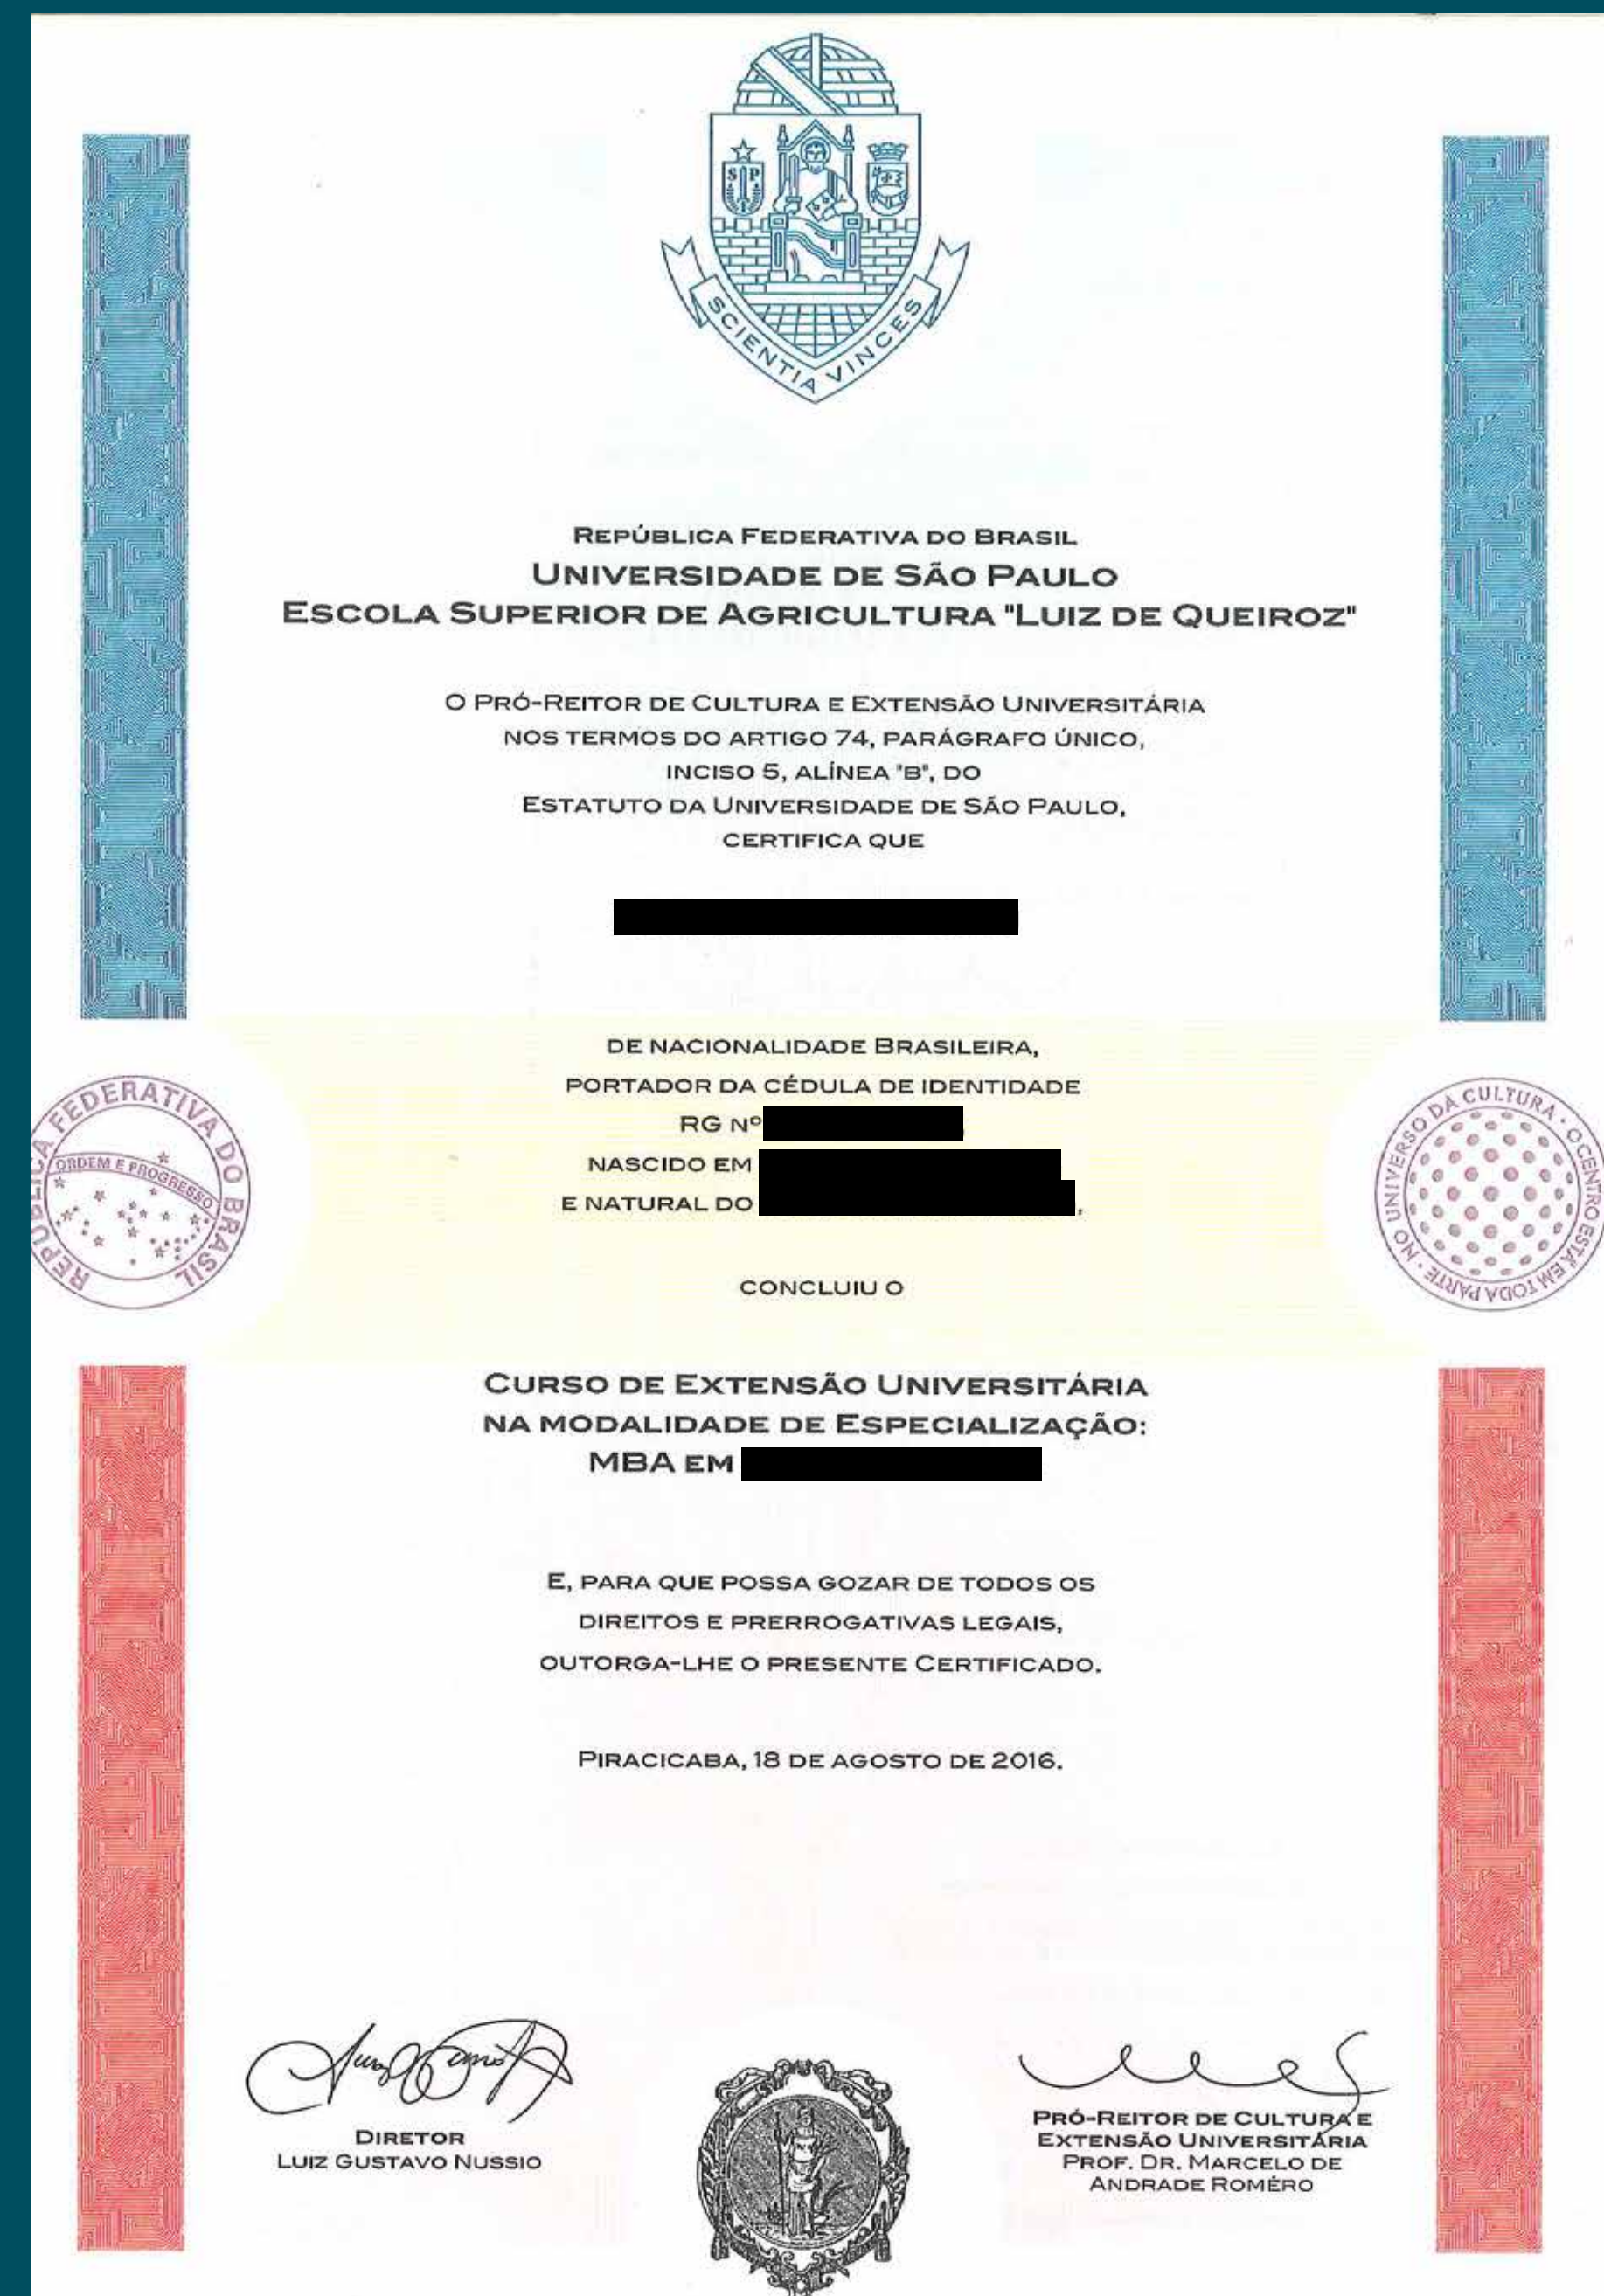 S P
SCIENTIA VINCES
REPÚBLICA FEDERATIVA DO BRASIL
UNIVERSIDADE DE SÃO PAULO
ESCOLA SUPERIOR DE AGRICULTURA "LUIZ DE QUEIROZ"
O PRÓ-REITOR DE CULTURA E EXTENSÃO UNIVERSITÁRIA
NOS TERMOS DO ARTIGO 74, PARÁGRAFO ÚNICO,
INCISO 5, ALÍNEA "B", DO
ESTATUTO DA UNIVERSIDADE DE SÃO PAULO,
CERTIFICA QUE
DE NACIONALIDADE BRASILEIRA,
PORTADOR DA CÉDULA DE IDENTIDADE
RG Nº
NASCIDO EM
E NATURAL DO ,
REPÚBLICA FEDERATIVA DO BRASIL
ORDEM E PROGRESSO
NO UNIVERSO DA CULTURA · O CENTRO ESTÁ EM TODA PARTE ·
CONCLUIU O
CURSO DE EXTENSÃO UNIVERSITÁRIA
NA MODALIDADE DE ESPECIALIZAÇÃO:
MBA EM
E, PARA QUE POSSA GOZAR DE TODOS OS
DIREITOS E PRERROGATIVAS LEGAIS,
OUTORGA-LHE O PRESENTE CERTIFICADO.
PIRACICABA, 18 DE AGOSTO DE 2016.
DIRETOR
LUIZ GUSTAVO NUSSIO
PRÓ-REITOR DE CULTURA E
EXTENSÃO UNIVERSITÁRIA
PROF. DR. MARCELO DE
ANDRADE ROMÉRO